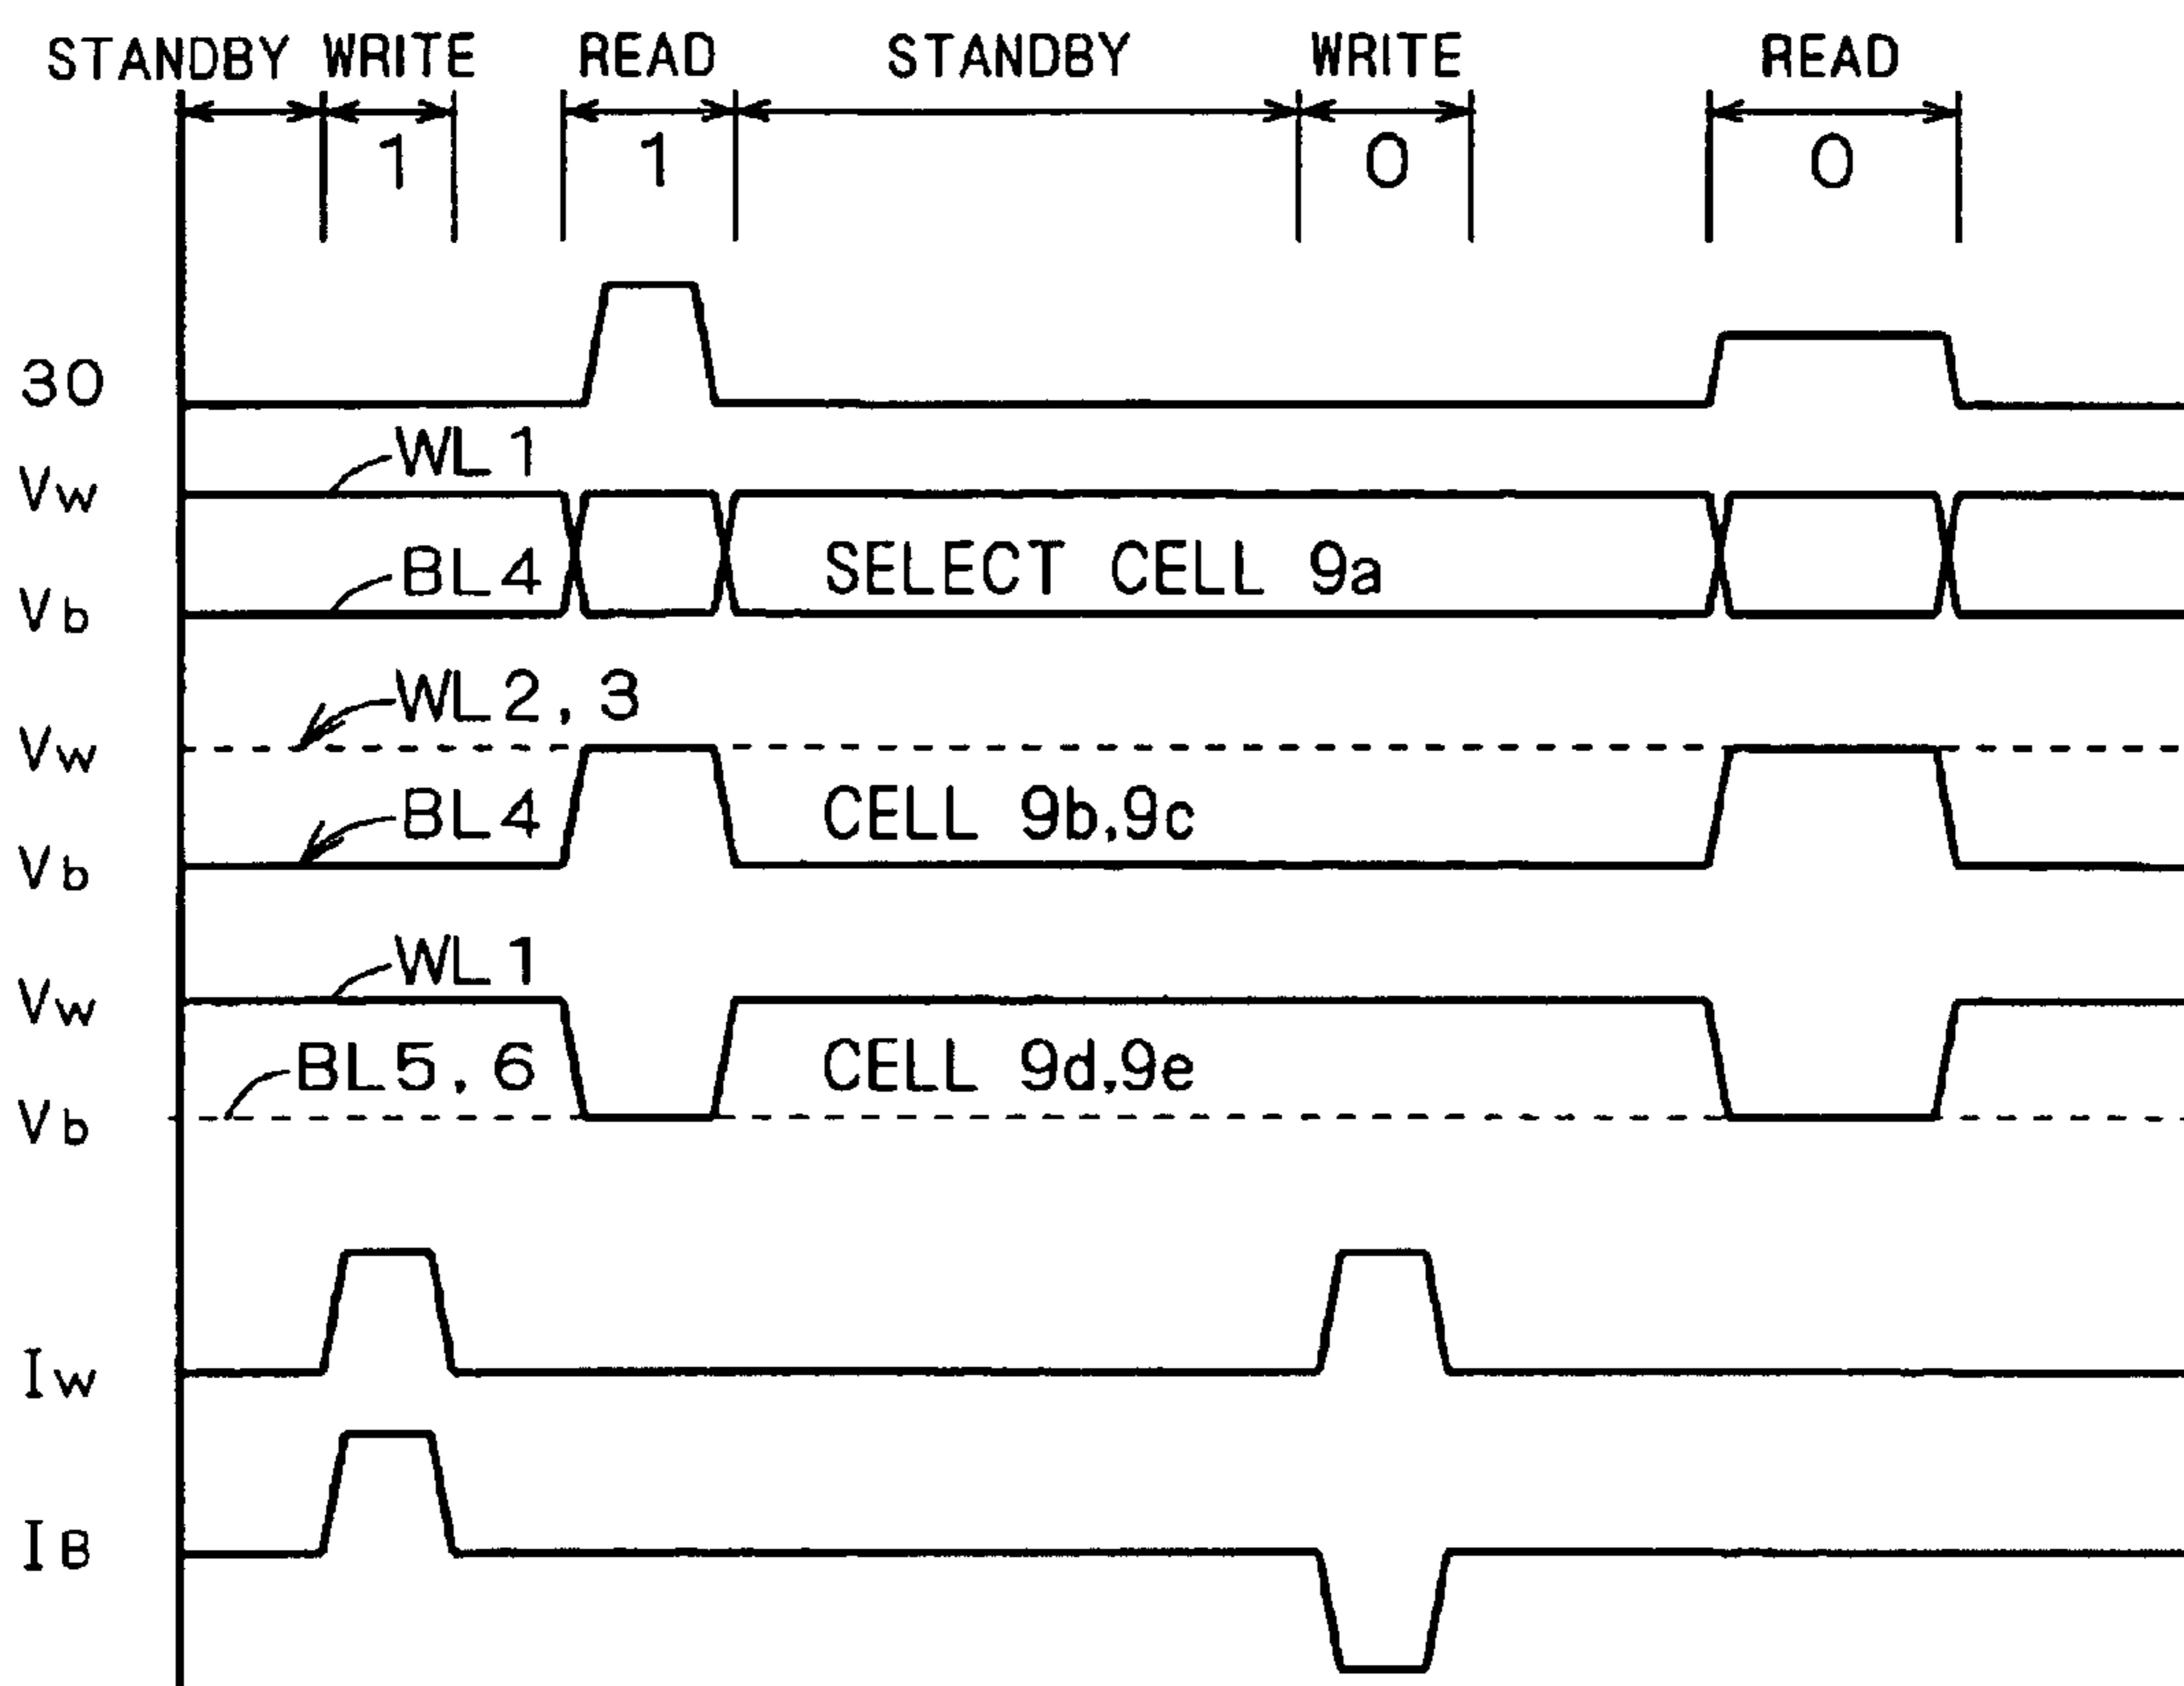 STANDBY WRITE READ STANDBY WRITE READ
1 1 0 0
30
WL1
Vw
BL4 SELECT CELL 9a
Vb
WL2,3
Vw
BL4 CELL 9b,9c
Vb
WL1
Vw
BL5,6 CELL 9d,9e
Vb
Iw
IB